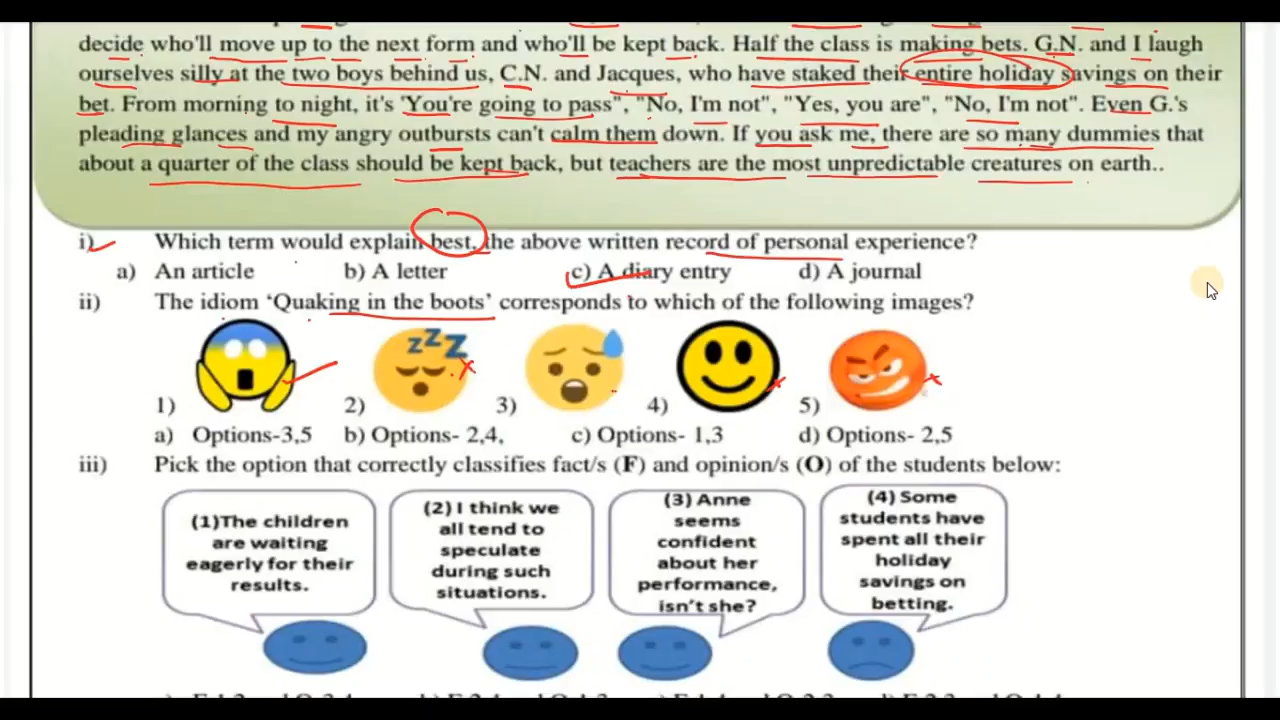 decide who'll move up to the next form and who'll be kept back. Half the class is making bets. G.N. and I laugh
ourselves silly at the two boys behind us, C.N. and Jacques, who have staked their entire holiday savings on their
bet. From morning to night, it's 'You're going to pass", "No, I'm not", "Yes, you are", "No, I'm not". Even G.'s
pleading glances and my angry outbursts can't calm them down. If you ask me, there are so many dummies that
about a quarter of the class should be kept back, but teachers are the most unpredictable creatures on earth..
i) Which term would explain best, the above written record of personal experience?
a) An article b) A letter c) A diary entry d) A journal
ii) The idiom 'Quaking in the boots' corresponds to which of the following images?
zzZ
1) 2) 3) 4) 5)
a) Options-3,5 b) Options- 2,4, c) Options- 1,3 d) Options- 2,5
iii) Pick the option that correctly classifies fact/s (F) and opinion/s (O) of the students below:
(1)The children
are waiting
eagerly for their
results.
(2) I think we
all tend to
speculate
during such
situations.
(3) Anne
seems
confident
about her
performance,
isn't she?
(4) Some
students have
spent all their
holiday
savings on
betting.